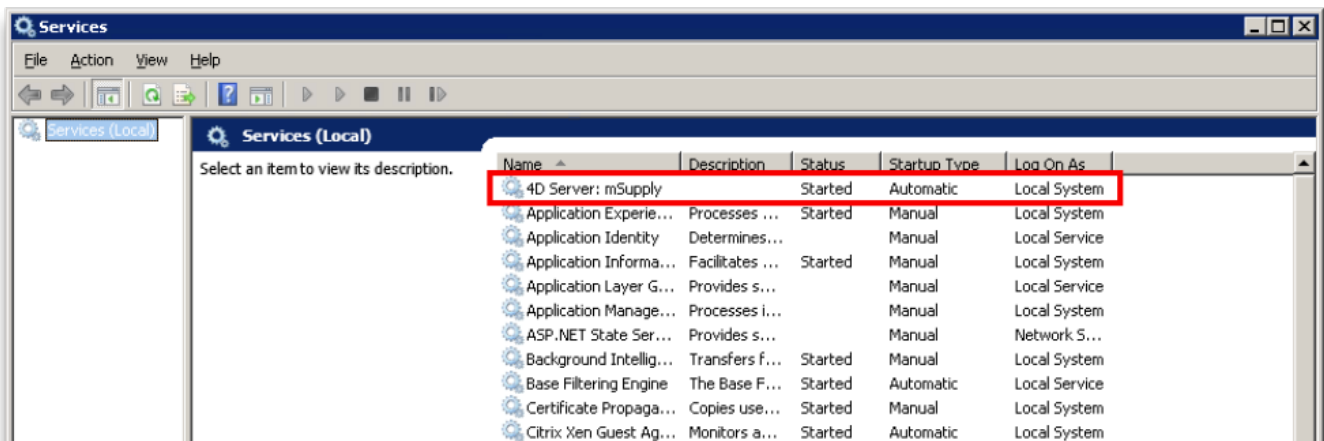 Services
File Action View Help
Services (Local)
Services (Local)
Select an item to view its description.
Name Description Status Startup Type Log On As
4D Server: mSupply Started Automatic Local System
Application Experie... Processes ... Started Manual Local System
Application Identity Determines... Manual Local Service
Application Informa... Facilitates ... Started Manual Local System
Application Layer G... Provides s... Manual Local Service
Application Manage... Processes i... Manual Local System
ASP.NET State Ser... Provides s... Manual Network S...
Background Intellig... Transfers f... Started Manual Local System
Base Filtering Engine The Base F... Started Automatic Local Service
Certificate Propaga... Copies use... Started Manual Local System
Citrix Xen Guest Ag... Monitors a... Started Automatic Local System